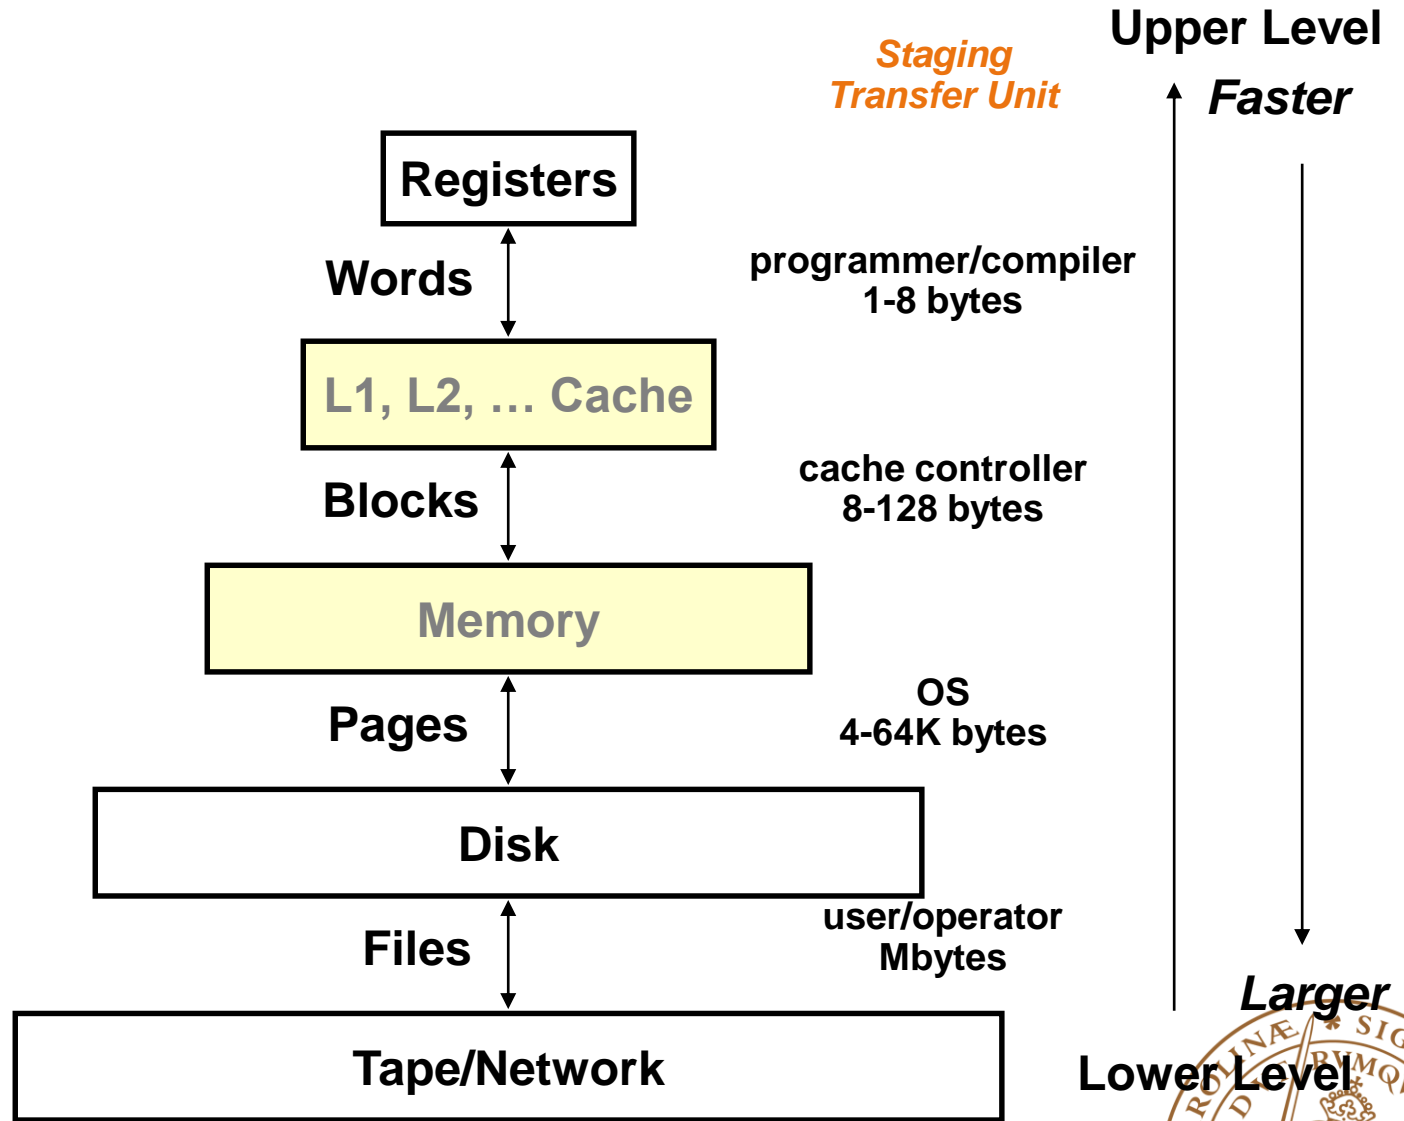 Upper Level
Staging
Transfer Unit
Faster
Registers
Words
programmer/compiler
1-8 bytes
L1, L2, … Cache
Blocks
cache controller
8-128 bytes
Memory
Pages
OS
4-64K bytes
Disk
Files
user/operator
Mbytes
Larger
Tape/Network
Lower Level